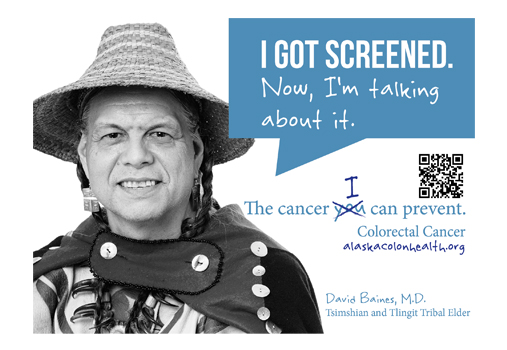 I GOT SCREENED.
Now, I'm talking
about it.
I
The cancer you can prevent.
Colorectal Cancer
alaskacolonhealth.org
David Baines, M.D.
Tsimshian and Tlingit Tribal Elder